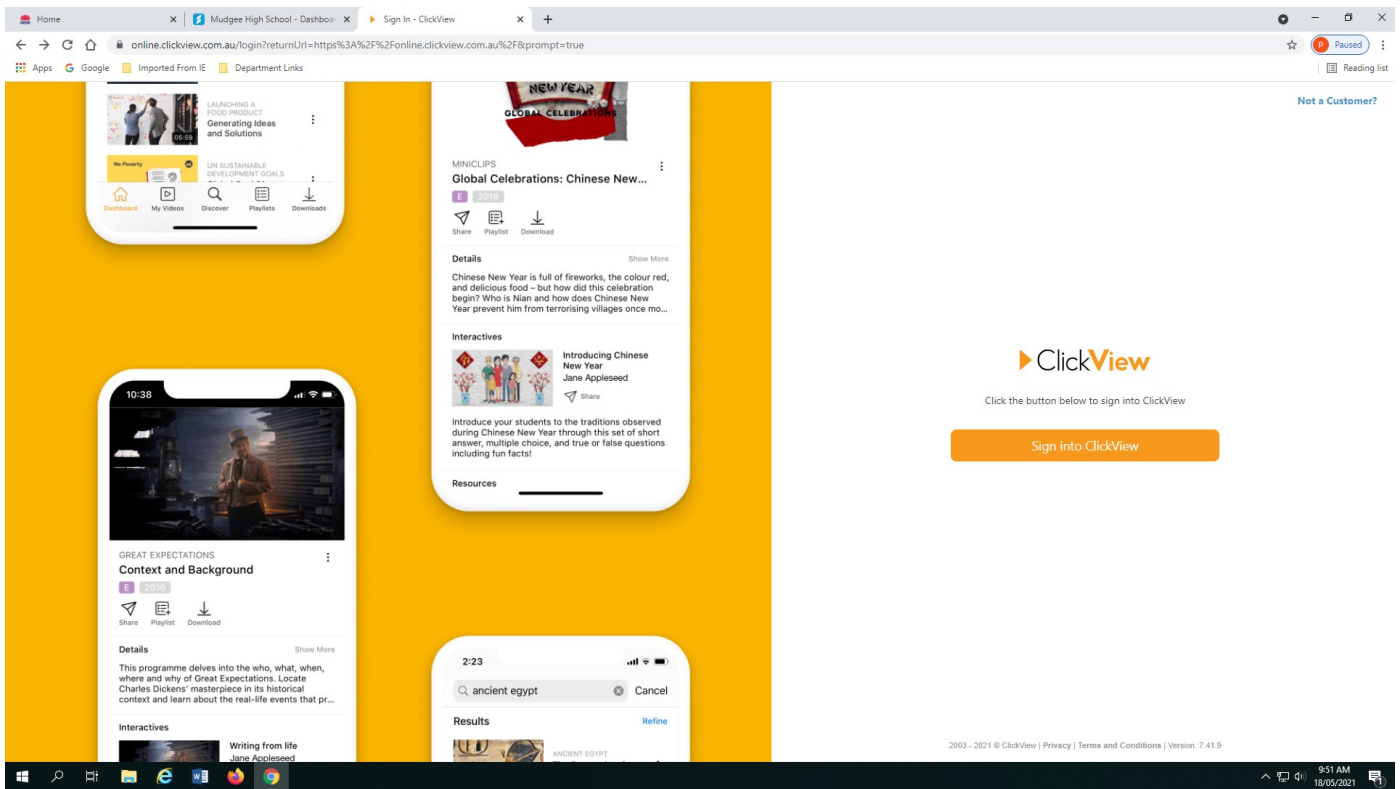 Home
Mudgee High School - Dashboar
Sign In - ClickView
online.clickview.com.au/login?returnUrl=https%3A%2F%2Fonline.clickview.com.au%2F&prompt=true
P Paused
Apps
Google
Imported From IE
Department Links
Reading list
LAUNCHING A
FOOD PRODUCT
Generating Ideas
and Solutions
05:59
No Poverty
UN SUSTAINABLE
DEVELOPMENT GOALS
Dashboard
My Videos
Discover
Playlists
Downloads
10:38
GREAT EXPECTATIONS
Context and Background
E 2016
Share
Playlist
Download
Details
Show More
This programme delves into the who, what, when,
where and why of Great Expectations. Locate
Charles Dickens' masterpiece in its historical
context and learn about the real-life events that pr...
Interactives
Writing from life
Jane Appleseed
NEW YEAR
GLOBAL CELEBRATIONS
MINICLIPS
Global Celebrations: Chinese New...
E 2016
Share
Playlist
Download
Details
Show More
Chinese New Year is full of fireworks, the colour red,
and delicious food – but how did this celebration
begin? Who is Nian and how does Chinese New
Year prevent him from terrorising villages once mo...
Interactives
Introducing Chinese
New Year
Jane Appleseed
Share
Introduce your students to the traditions observed
during Chinese New Year through this set of short
answer, multiple choice, and true or false questions
including fun facts!
Resources
2:23
ancient egypt
Cancel
Results
Refine
ANCIENT EGYPT
Not a Customer?
ClickView
Click the button below to sign into ClickView
Sign into ClickView
2003 - 2021 © ClickView | Privacy | Terms and Conditions | Version: 7.41.9
9:51 AM
18/05/2021